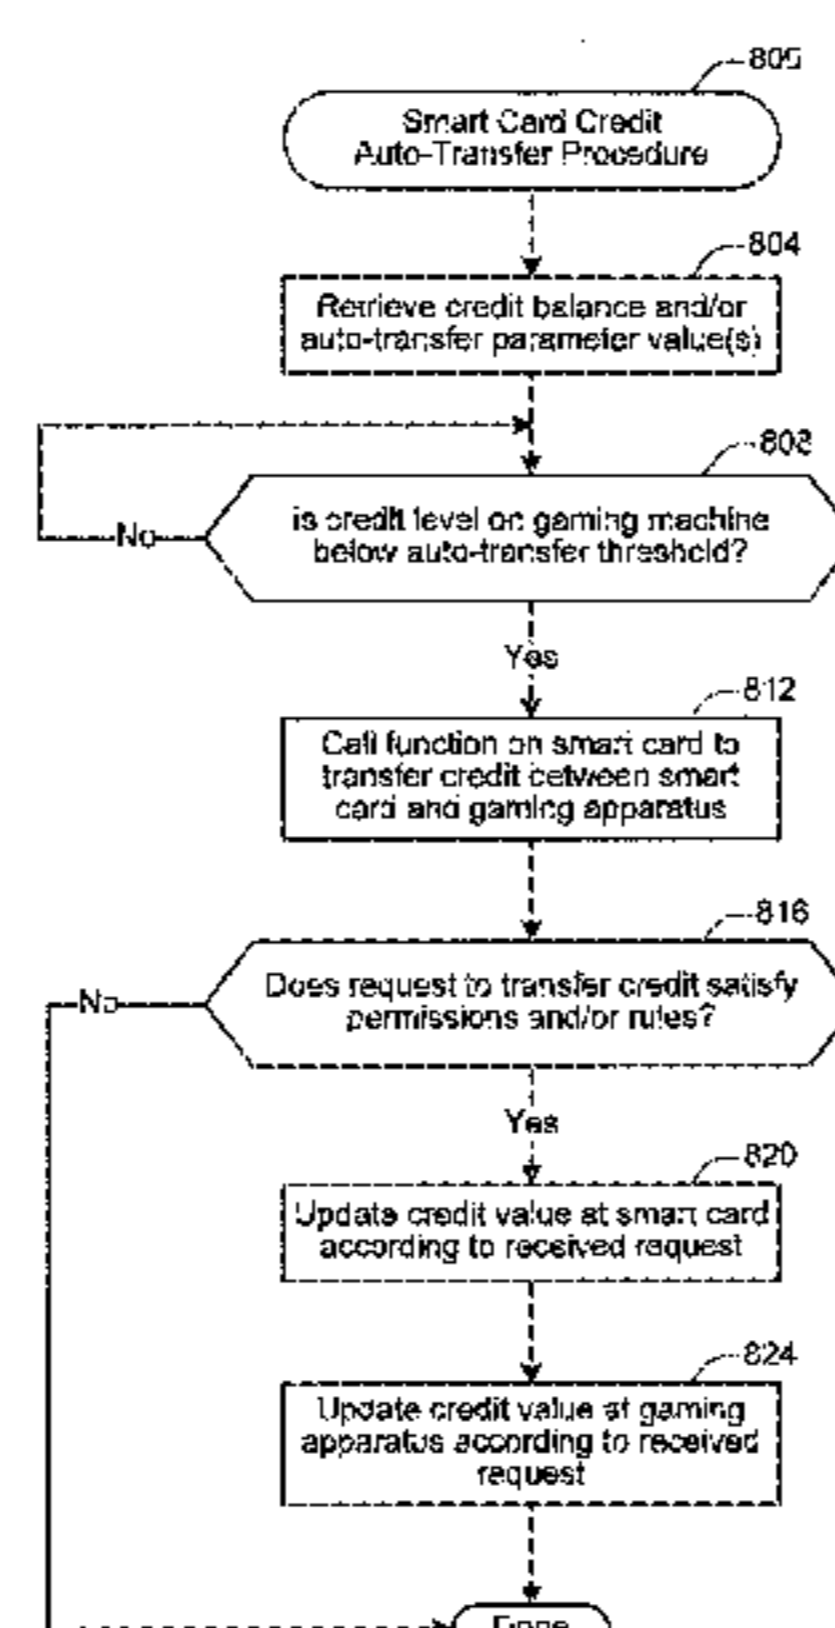 805
Smart Card Credit
Auto-Transfer Procedure
804
Retrieve credit balance and/or
auto-transfer parameter value(s)
808
is credit level on gaming machine
below auto-transfer threshold?
No
Yes
812
Call function on smart card to
transfer credit between smart
card and gaming apparatus
816
Does request to transfer credit satisfy
permissions and/or rules?
No
Yes
820
Update credit value at smart card
according to received request
824
Update credit value at gaming
apparatus according to received
request
Done